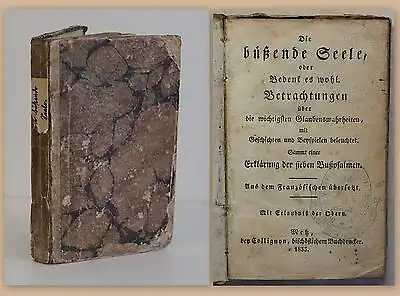 Die
büßende Seele,
oder
Bedenk es wohl.
Betrachtungen
über
die wichtigsten Glaubenswahrheiten,
mit
Geschichten und Beyspielen beleuchtet.
Sammt einer
Erklärung der sieben Bußpsalmen.
Aus dem Französischen übersetzt.
Mit Erlaubniß der Obern.
Metz,
bey Collignon, bischöflichem Buchdrucker.
1833.